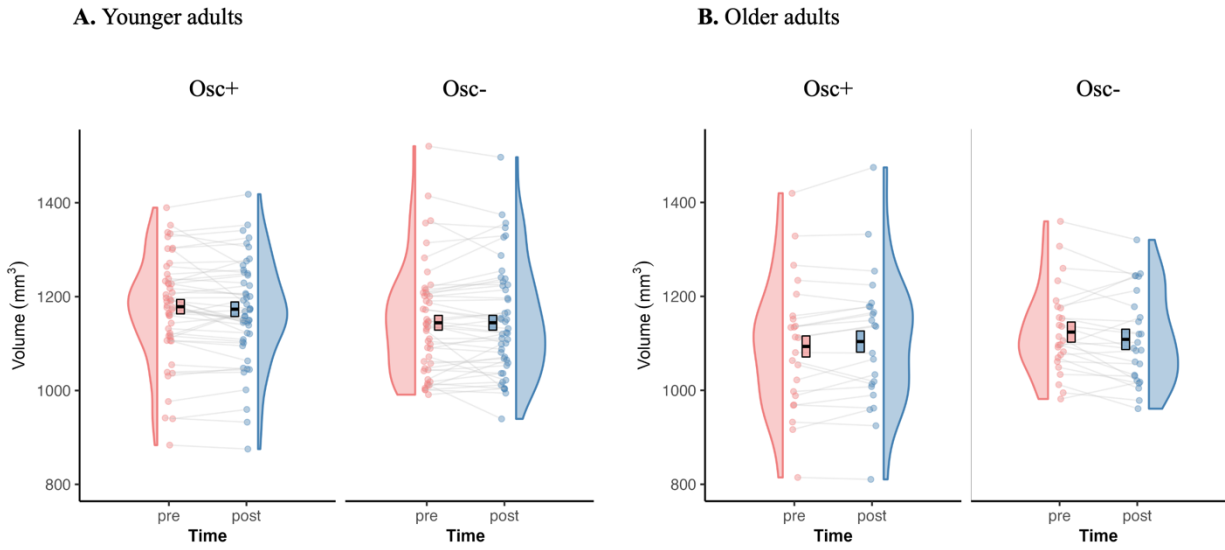 A. Younger adults
B. Older adults
Osc+
Osc-
Osc+
Osc-
Volume (mm³)
1400
1200
1000
800
pre
post
pre
post
Time
Time
Volume (mm³)
1400
1200
1000
800
pre
post
pre
post
Time
Time